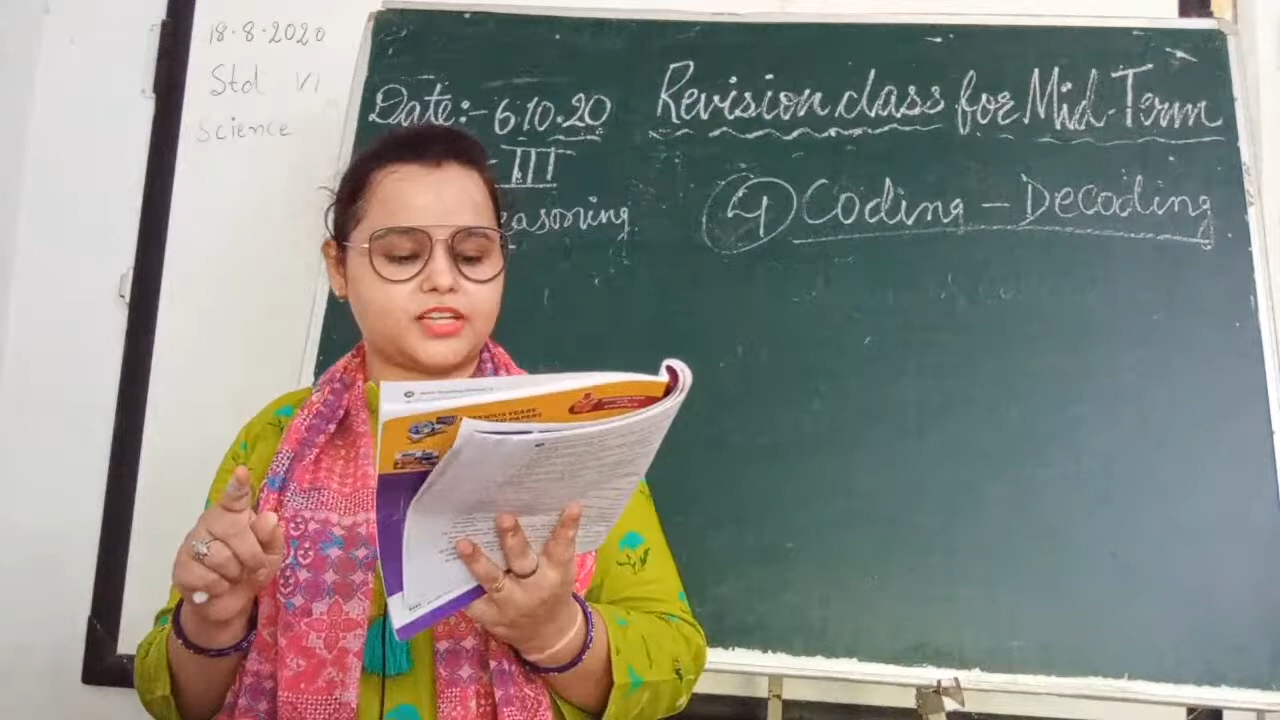 18·8·2020
Std VI
Science
Date:- 6.10.20
III
easoning
Revision class for Mid-Term
4 Coding - Decoding